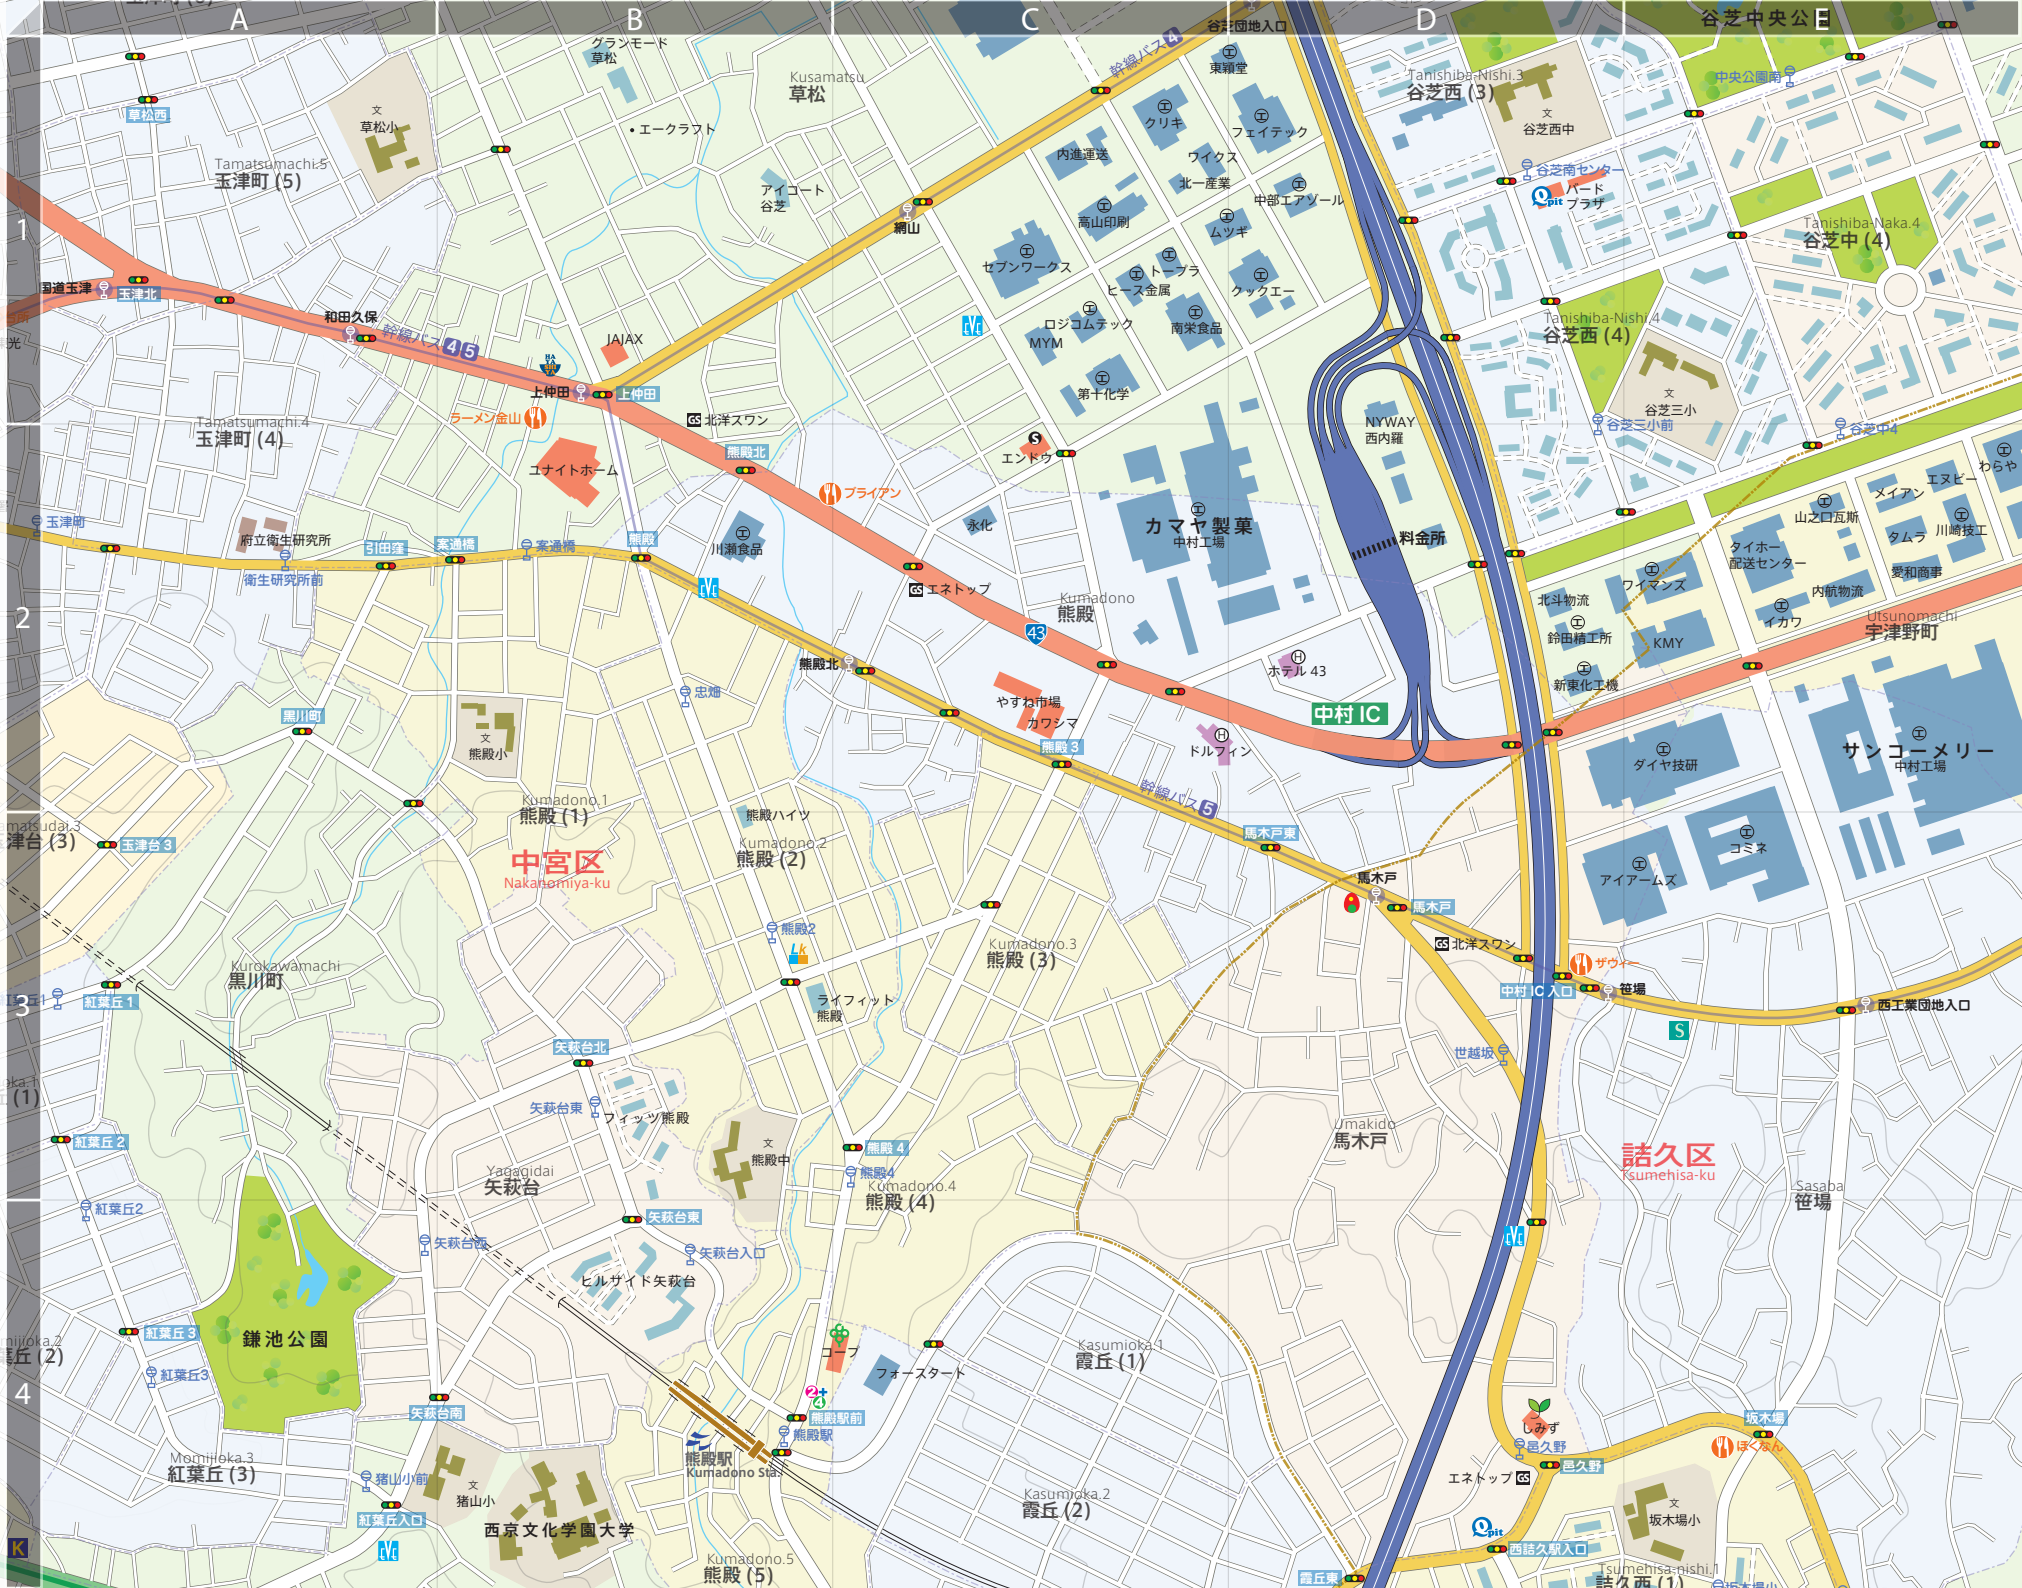 A
B
C
D
E
1
2
3
4
草松西
草松小
Tamatsumachi.5
玉津町 (5)
国道玉津
玉津北
和田久保
幹線バス 4 5
グランモード
草松
エークラフト
Kusamatsu
草松
アイコート
谷芝
JAJAX
上仲田
上仲田
ラーメン金山
ユナイトホーム
GS 北洋スワン
網山
幹線バス 4
谷芝団地入口
東穎堂
クリキ
フェイテック
内進運送
ワイクス
北一産業
中部エアゾール
高山印刷
ムツギ
セブンワークス
トープラ
ヒース金属
クックエー
ロジコムテック
MYM
南栄食品
第十化学
Tanishiba-Nishi.3
谷芝西 (3)
谷芝西中
谷芝南センター
Qpit
バード
プラザ
谷芝中央公園
中央公園南
Tanishiba-Naka.4
谷芝中 (4)
Tanishiba-Nishi.4
谷芝西 (4)
谷芝三小
谷芝三小前
谷芝中4
NYWAY
西内羅
Tamatsumachi.4
玉津町 (4)
玉津町
府立衛生研究所
衛生研究所前
引田窪
案通橋
案通橋
熊殿
熊殿北
川瀬食品
ブライアン
エンドウ
永化
GS エネトップ
カマヤ製菓
中村工場
料金所
Kumadono
熊殿
43
ホテル 43
中村 IC
ドルフィン
やすね市場
カワシマ
熊殿 3
熊殿北
忠畑
わらや
エヌビー
メイアン
山之口瓦斯
川崎技工
タムラ
タイホー
配送センター
愛和商事
内航物流
ワイマンズ
イカワ
北斗物流
鈴田精工所
KMY
新東化工機
Utsunomachi
宇津野町
ダイヤ技研
サンコーメリー
中村工場
コミネ
アイアームズ
黒川町
熊殿小
Kumadono.1
熊殿 (1)
中宮区
Nakanomiya-ku
熊殿ハイツ
Kumadono.2
熊殿 (2)
幹線バス 5
馬木戸東
馬木戸
馬木戸
GS 北洋スワン
ザヴィー
中村 IC 入口
笹場
西工業団地入口
matsudai.3
津台 (3)
玉津台 3
Kurokawamachi
黒川町
紅葉丘 1
熊殿2
Lk
ライフィット
熊殿
Kumadono.3
熊殿 (3)
矢萩台北
矢萩台東
フィッツ熊殿
世越坂
Umakido
馬木戸
詰久区
Tsumehisa-ku
Sasaba
笹場
oka.1
(1)
紅葉丘 2
紅葉丘2
Yagagidai
矢萩台
熊殿中
熊殿 4
熊殿4
Kumadono.4
熊殿 (4)
矢萩台東
矢萩台西
矢萩台入口
ヒルサイド矢萩台
鎌池公園
紅葉丘 3
紅葉丘3
mijioka.2
葉丘 (2)
Momijioka.3
紅葉丘 (3)
矢萩台南
猪山小前
猪山小
紅葉丘入口
西京文化学園大学
コープ
フォースタート
熊殿駅前
熊殿駅
熊殿駅
Kumadono Sta.
Kumadono.5
熊殿 (5)
Kasumioka.1
霞丘 (1)
Kasumioka.2
霞丘 (2)
しみず
邑久野
邑久野
エネトップ GS
Qpit
西詰久駅入口
霞丘東
坂木場
ほくなん
坂木場小
Tsumehisa-nishi.1
詰久西 (1)
K